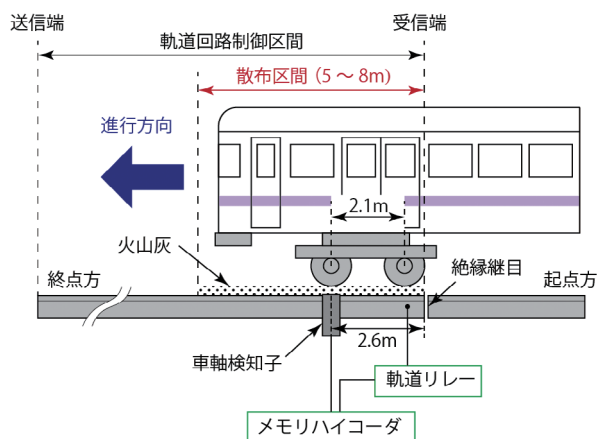 送信端
受信端
軌道回路制御区間
散布区間（5 ～ 8m）
進行方向
2.1m
火山灰
絶縁継目
終点方
起点方
2.6m
車軸検知子
軌道リレー
メモリハイコーダ